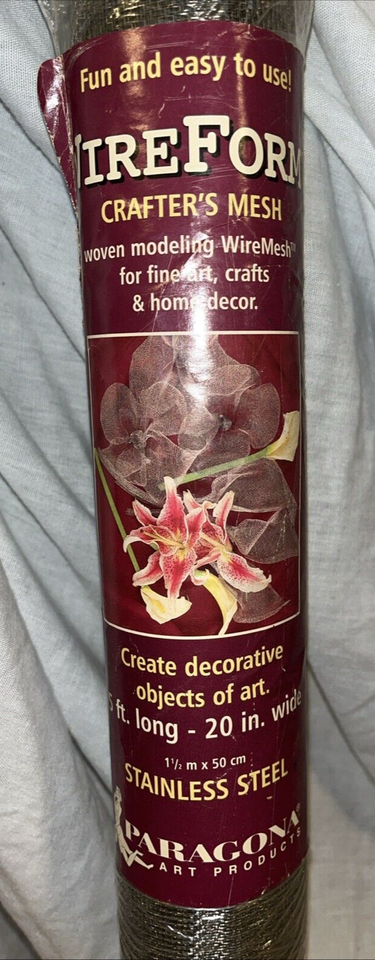 Fun and easy to use!
WIREFORM
CRAFTER'S MESH
woven modeling WireMesh™
for fine art, crafts
& home decor.
Create decorative
objects of art.
5 ft. long - 20 in. wide
1½ m x 50 cm
STAINLESS STEEL
PARAGONA®
ART PRODUCTS